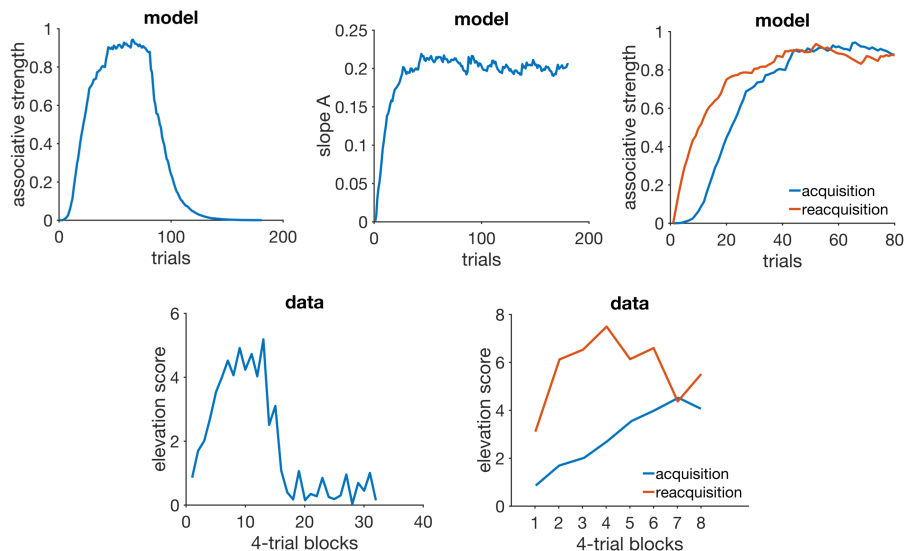 model
associative strength
1
0.8
0.6
0.4
0.2
0
0 100 200
trials
model
slope A
0.25
0.2
0.15
0.1
0.05
0
0 100 200
trials
model
associative strength
1
0.8
0.6
0.4
0.2
0
acquisition
reacquisition
0 20 40 60 80
trials
data
elevation score
6
4
2
0
0 10 20 30 40
4-trial blocks
data
elevation score
8
6
4
2
0
acquisition
reacquisition
1 2 3 4 5 6 7 8
4-trial blocks